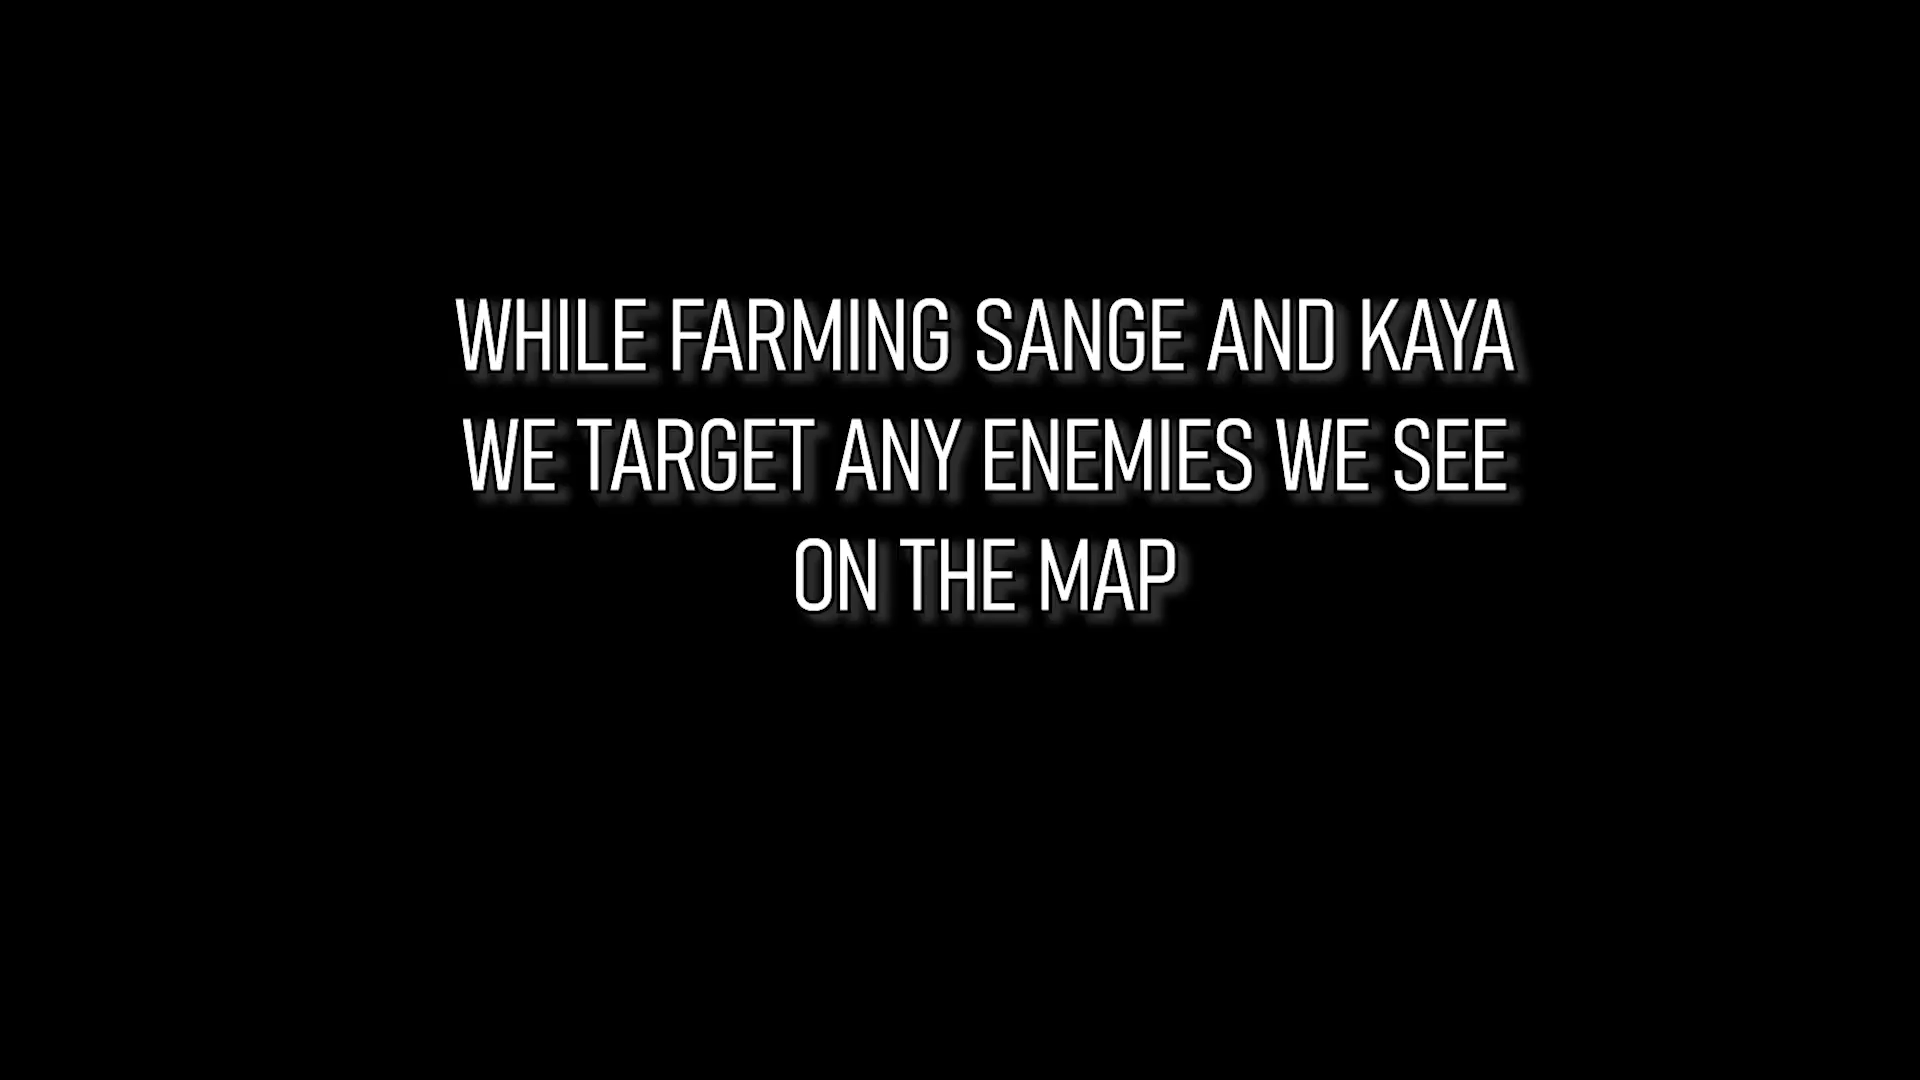 WHILE FARMING SANGE AND KAYA
WE TARGET ANY ENEMIES WE SEE
ON THE MAP